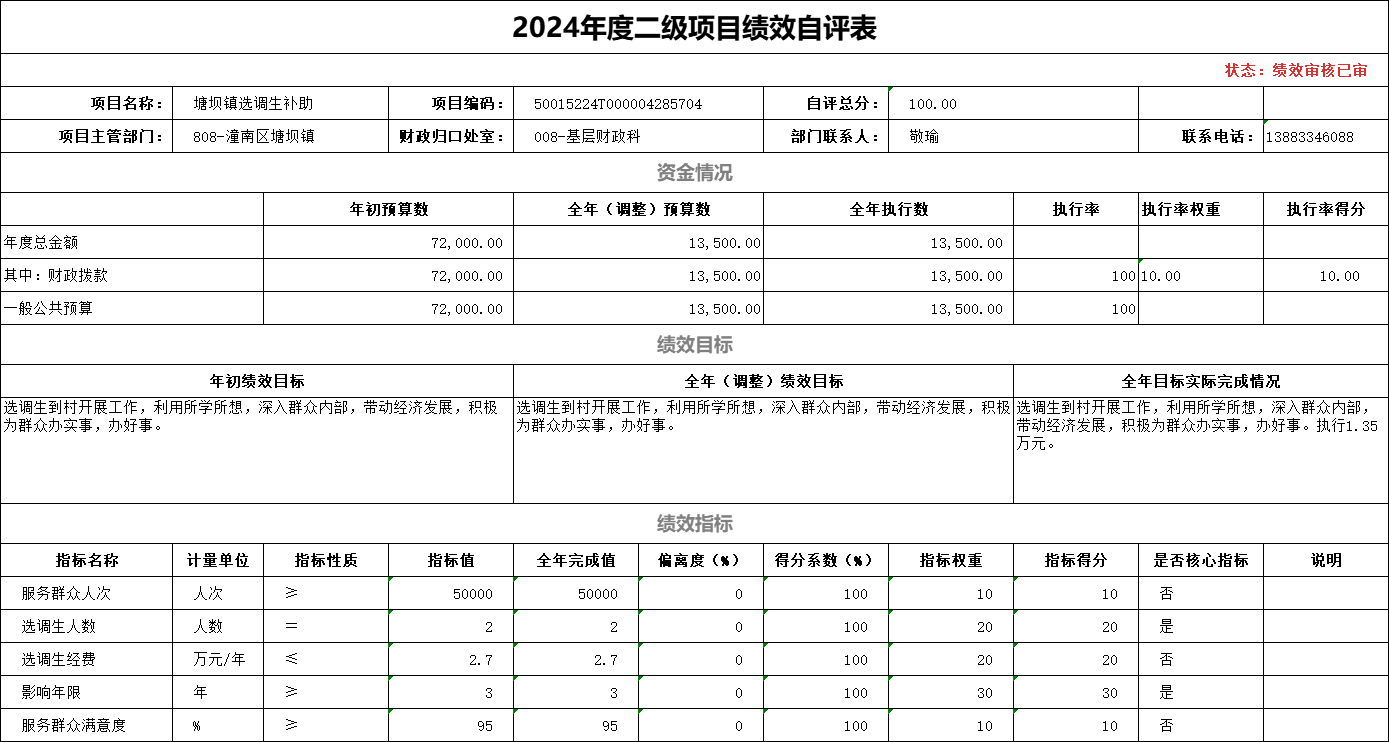 2024年度二级项目绩效自评表
状态：绩效审核已审
项目名称： 塘坝镇选调生补助 项目编码： 50015224T000004285704 自评总分： 100.00
项目主管部门： 808-潼南区塘坝镇 财政归口处室： 008-基层财政科 部门联系人： 敬瑜 联系电话： 13883346088
资金情况
年初预算数 全年（调整）预算数 全年执行数 执行率 执行率权重 执行率得分
年度总金额 72,000.00 13,500.00 13,500.00
其中：财政拨款 72,000.00 13,500.00 13,500.00 100 10.00 10.00
一般公共预算 72,000.00 13,500.00 13,500.00 100
绩效目标
年初绩效目标 全年（调整）绩效目标 全年目标实际完成情况
选调生到村开展工作，利用所学所想，深入群众内部，带动经济发展，积极
为群众办实事，办好事。
选调生到村开展工作，利用所学所想，深入群众内部，带动经济发展，积极
为群众办实事，办好事。
选调生到村开展工作，利用所学所想，深入群众内部，
带动经济发展，积极为群众办实事，办好事。执行1.35
万元。
绩效指标
指标名称 计量单位 指标性质 指标值 全年完成值 偏离度（%） 得分系数（%） 指标权重 指标得分 是否核心指标 说明
服务群众人次 人次 ≥ 50000 50000 0 100 10 10 否
选调生人数 人数 ＝ 2 2 0 100 20 20 是
选调生经费 万元/年 ≤ 2.7 2.7 0 100 20 20 否
影响年限 年 ≥ 3 3 0 100 30 30 是
服务群众满意度 % ≥ 95 95 0 100 10 10 否